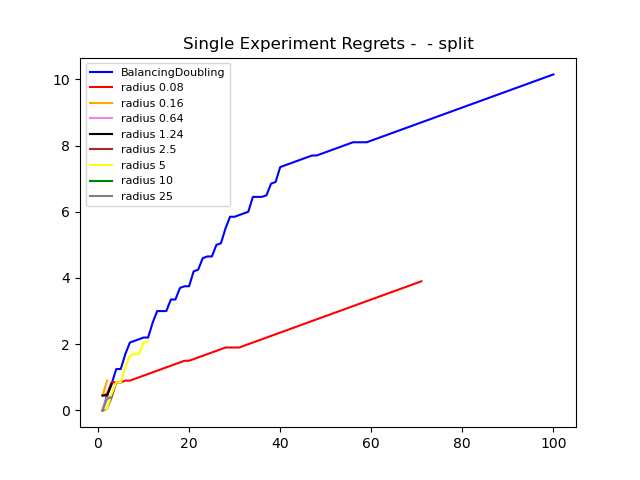 Single Experiment Regrets -  - split
BalancingDoubling
radius 0.08
radius 0.16
radius 0.64
radius 1.24
radius 2.5
radius 5
radius 10
radius 25
10
8
6
4
2
0
0 20 40 60 80 100